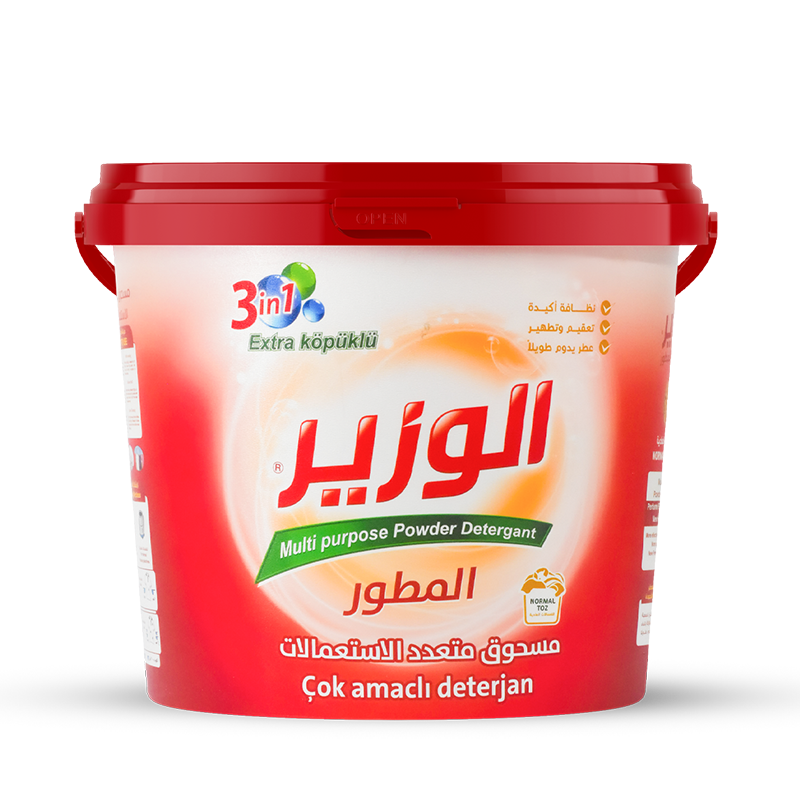 OPEN
3in1
Extra köpüklü
نظافة أكيدة
تعقيم وتطهير
عطر يدوم طويلاً
الوزير
®
Multi purpose Powder Detergant
المطور
NORMAL
TOZ
مسحوق متعدد الاستعمالات
Çok amaclı deterjan